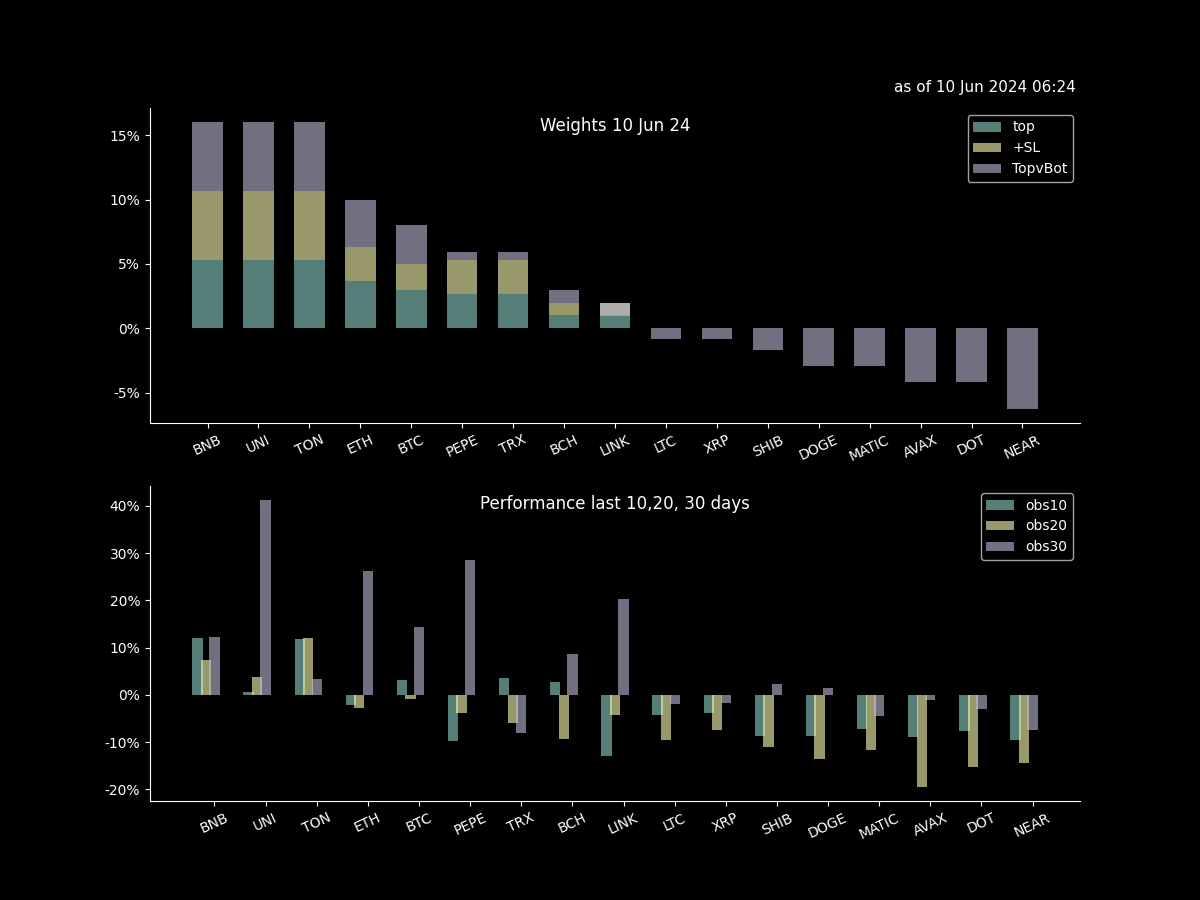 as of 10 Jun 2024 06:24
Weights 10 Jun 24
top
+SL
TopvBot
15%
10%
5%
0%
-5%
BNB UNI TON ETH BTC PEPE TRX BCH LINK LTC XRP SHIB DOGE MATIC AVAX DOT NEAR
Performance last 10,20, 30 days
obs10
obs20
obs30
40%
30%
20%
10%
0%
-10%
-20%
BNB UNI TON ETH BTC PEPE TRX BCH LINK LTC XRP SHIB DOGE MATIC AVAX DOT NEAR